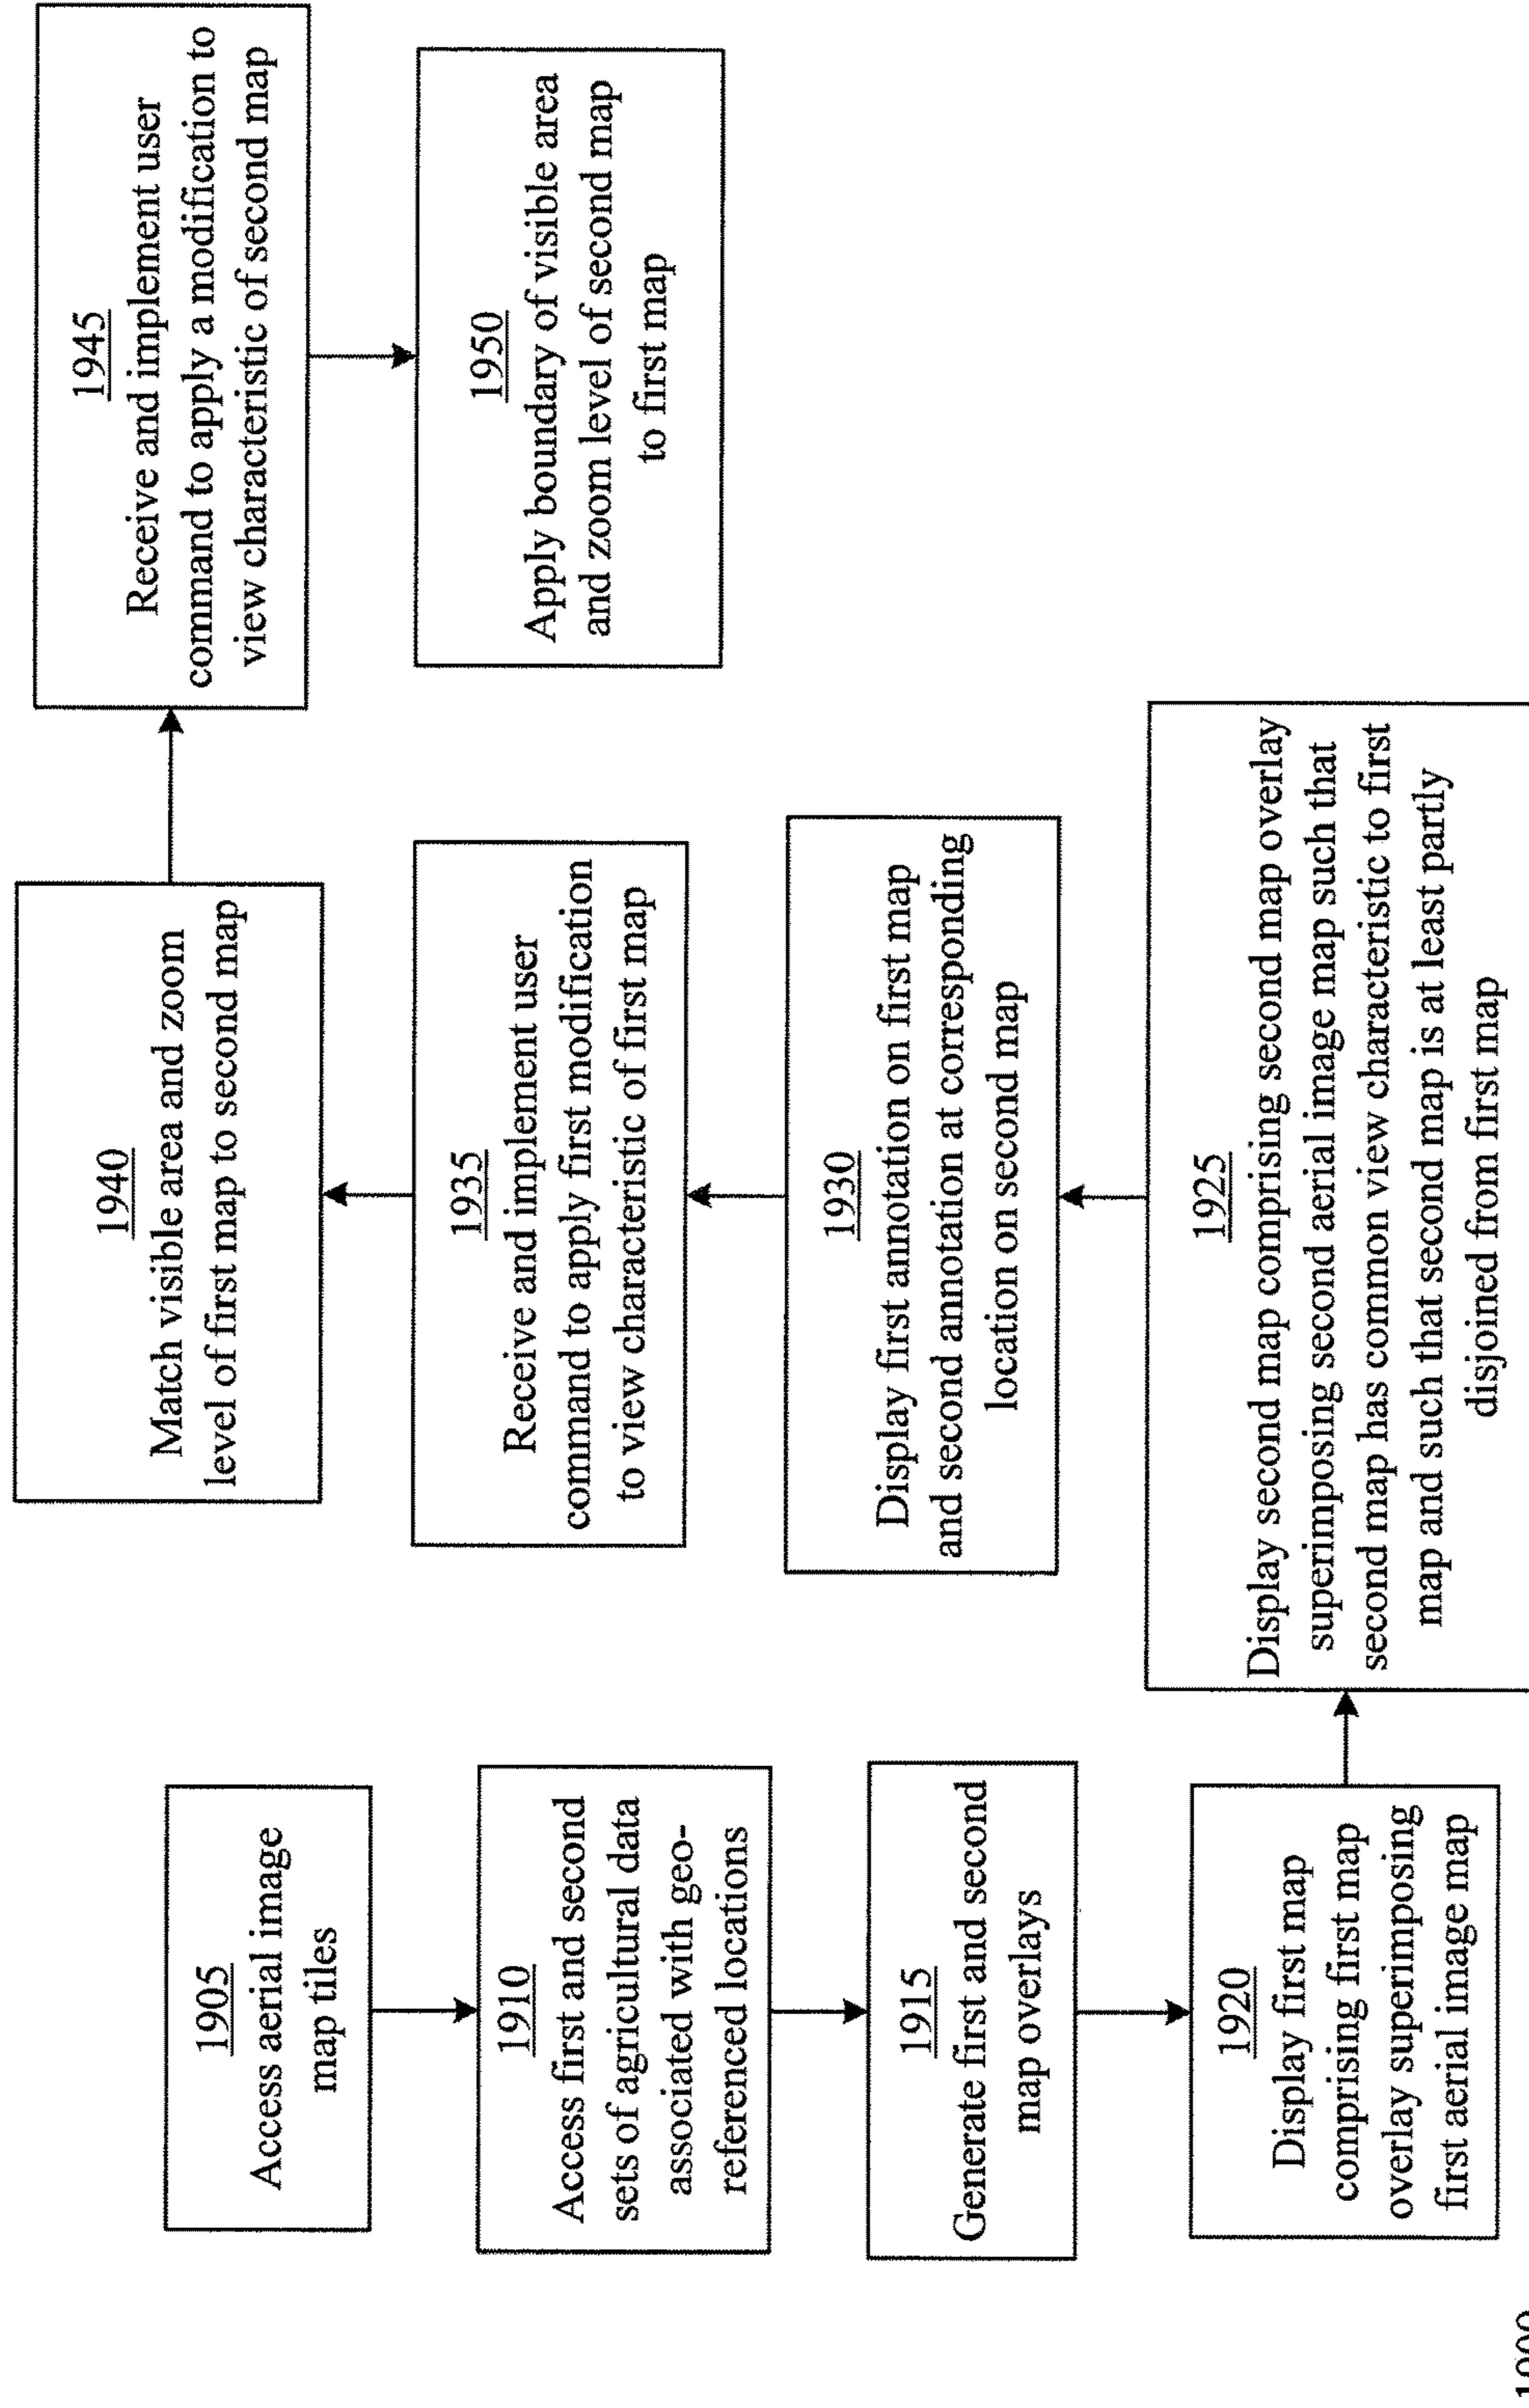 1905
Access aerial image
map tiles
1910
Access first and second
sets of agricultural data
associated with geo-
referenced locations
1915
Generate first and second
map overlays
1920
Display first map
comprising first map
overlay superimposing
first aerial image map
1925
Display second map comprising second map overlay
superimposing second aerial image map such that
second map has common view characteristic to first
map and such that second map is at least partly
disjoined from first map
1930
Display first annotation on first map
and second annotation at corresponding
location on second map
1935
Receive and implement user
command to apply first modification
to view characteristic of first map
1940
Match visible area and zoom
level of first map to second map
1945
Receive and implement user
command to apply a modification to
view characteristic of second map
1950
Apply boundary of visible area
and zoom level of second map
to first map